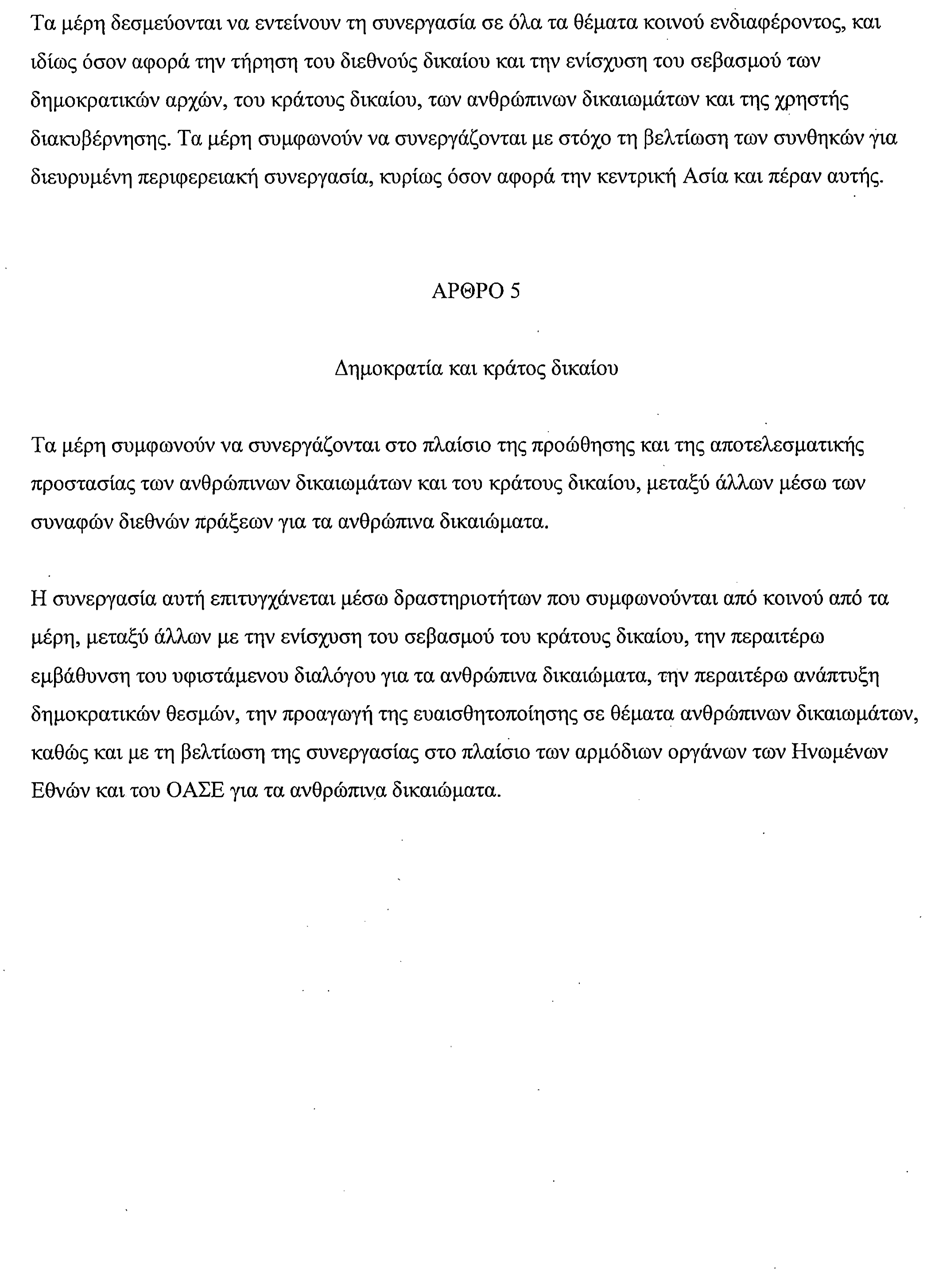 Τα μέρη δεσμεύονται να εντείνουν τη συνεργασία σε όλα τα θέματα κοινού ενδιαφέροντος, και
ιδίως όσον αφορά την τήρηση του διεθνούς δικαίου και την ενίσχυση του σεβασμού των
δημοκρατικών αρχών, του κράτους δικαίου, των ανθρώπινων δικαιωμάτων και της χρηστής
διακυβέρνησης. Τα μέρη συμφωνούν να συνεργάζονται με στόχο τη βελτίωση των συνθηκών για
διευρυμένη περιφερειακή συνεργασία, κυρίως όσον αφορά την κεντρική Ασία και πέραν αυτής.
ΑΡΘΡΟ 5
Δημοκρατία και κράτος δικαίου
Τα μέρη συμφωνούν να συνεργάζονται στο πλαίσιο της προώθησης και της αποτελεσματικής
προστασίας των ανθρώπινων δικαιωμάτων και του κράτους δικαίου, μεταξύ άλλων μέσω των
συναφών διεθνών πράξεων για τα ανθρώπινα δικαιώματα.
Η συνεργασία αυτή επιτυγχάνεται μέσω δραστηριοτήτων που συμφωνούνται από κοινού από τα
μέρη, μεταξύ άλλων με την ενίσχυση του σεβασμού του κράτους δικαίου, την περαιτέρω
εμβάθυνση του υφιστάμενου διαλόγου για τα ανθρώπινα δικαιώματα, την περαιτέρω ανάπτυξη
δημοκρατικών θεσμών, την προαγωγή της ευαισθητοποίησης σε θέματα ανθρώπινων δικαιωμάτων,
καθώς και με τη βελτίωση της συνεργασίας στο πλαίσιο των αρμόδιων οργάνων των Ηνωμένων
Εθνών και του ΟΑΣΕ για τα ανθρώπινα δικαιώματα.